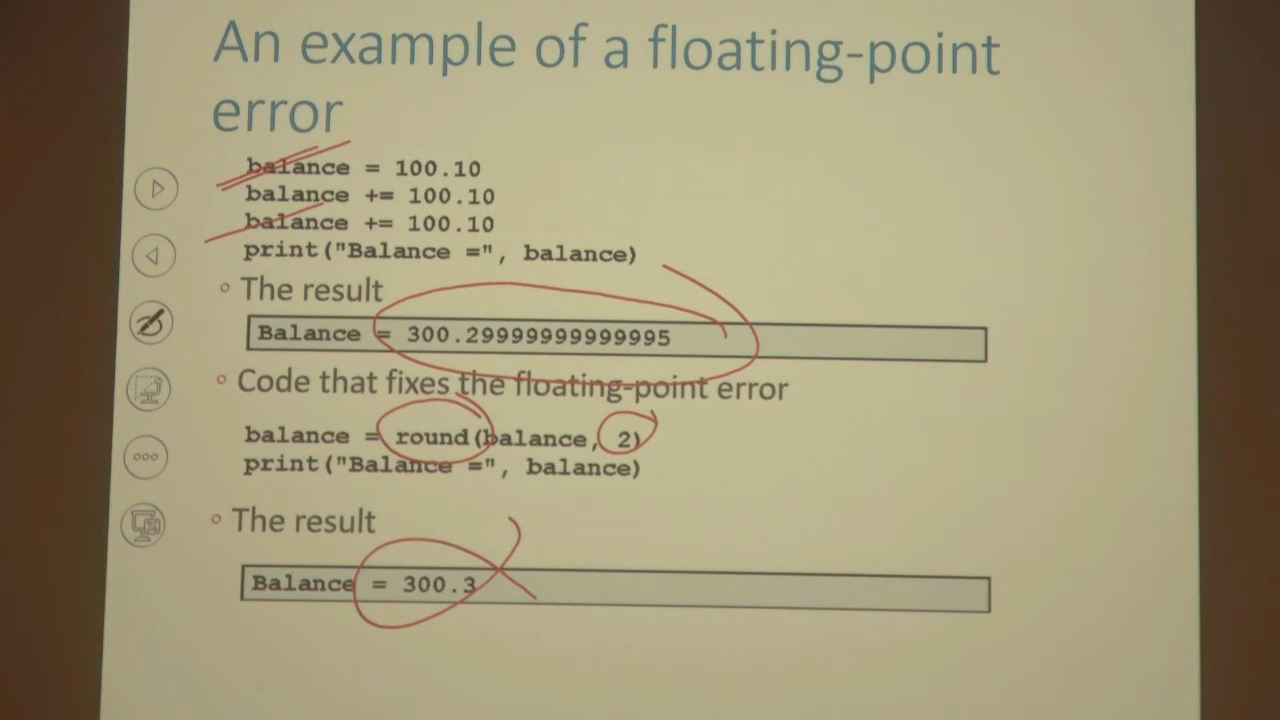 An example of a floating-point
error
balance = 100.10
balance += 100.10
balance += 100.10
print("Balance =", balance)
The result
Balance = 300.29999999999995
Code that fixes the floating-point error
balance = round(balance, 2)
print("Balance =", balance)
The result
Balance = 300.3